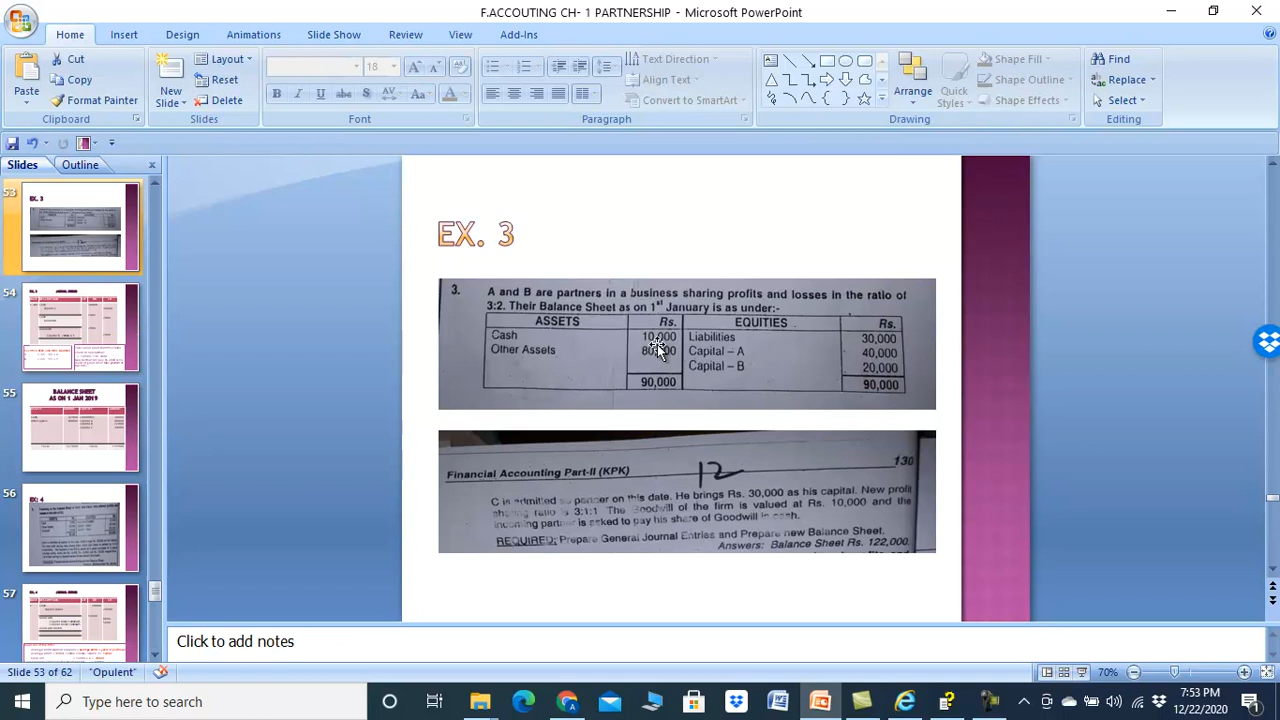 F.ACCOUTING CH- 1 PARTNERSHIP - Microsoft PowerPoint
Home Insert Design Animations Slide Show Review View Add-Ins
Paste Cut Copy Format Painter Clipboard
New Slide Layout Reset Delete Slides
18
B I U S abc AV Aa A Font
Text Direction Align Text Convert to SmartArt Paragraph
Arrange Quick Styles Shape Fill Shape Outline Shape Effects Drawing
Find Replace Select Editing
Slides Outline
53
EX. 3
54
55
BALANCE SHEET
AS ON 1 JAN 2019
56
EX: 4
57
EX. 3
3. A and B are partners in a business sharing profits and losses in the ratio of
3:2. Their Balance Sheet as on 1st January is as under:-
ASSETS Rs. EQUITIES Rs.
Cash 10,000 Liabilities 30,000
Other Assets Capital – A 40,000
Capital – B 20,000
90,000 90,000
Financial Accounting Part-II (KPK) 12 130
C is admitted as partner on this date. He brings Rs. 30,000 as his capital. New profit
sharing ratio is 3:1:1 The Goodwill of the firm is valued at Rs. 10,000 and the
incoming partner is asked to pay his share of Goodwill in cash.
REQUIRED: Prepare General Journal Entries and Prepare new Balance Sheet.
Answers: Balance Sheet Rs. 122,000.
Click to add notes
Slide 53 of 62 "Opulent" 70%
Type here to search
7:53 PM
12/22/2020